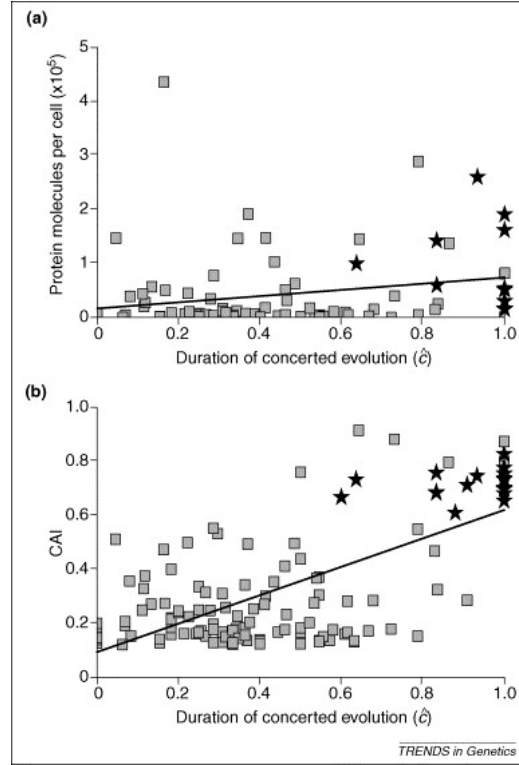 (a)
Protein molecules per cell (x10⁵)
5
4
3
2
1
0
0 0.2 0.4 0.6 0.8 1.0
Duration of concerted evolution (ĉ)
(b)
CAI
1.0
0.8
0.6
0.4
0.2
0
0 0.2 0.4 0.6 0.8 1.0
Duration of concerted evolution (ĉ)
TRENDS in Genetics